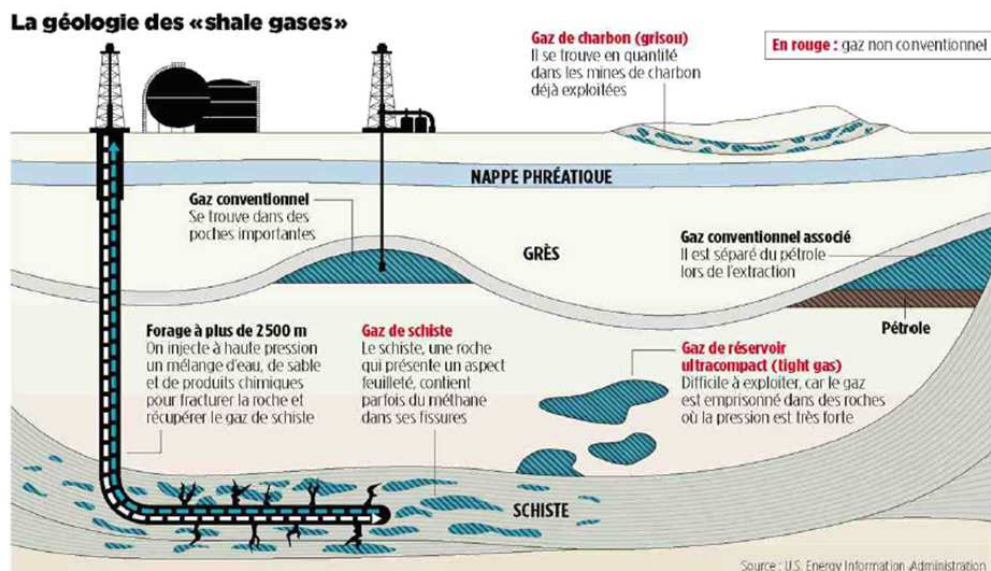 La géologie des «shale gases»
Gaz de charbon (grisou)
Il se trouve en quantité
dans les mines de charbon
déjà exploitées
En rouge : gaz non conventionnel
NAPPE PHRÉATIQUE
Gaz conventionnel
Se trouve dans des
poches importantes
GRÈS
Gaz conventionnel associé
Il est séparé du pétrole
lors de l'extraction
Pétrole
Forage à plus de 2500 m
On injecte à haute pression
un mélange d'eau, de sable
et de produits chimiques
pour fracturer la roche et
récupérer le gaz de schiste
Gaz de schiste
Le schiste, une roche
qui présente un aspect
feuilleté, contient
parfois du méthane
dans ses fissures
Gaz de réservoir
ultracompact (tight gas)
Difficile à exploiter, car le gaz
est emprisonné dans des roches
où la pression est très forte
SCHISTE
Source : U.S. Energy Information Administration